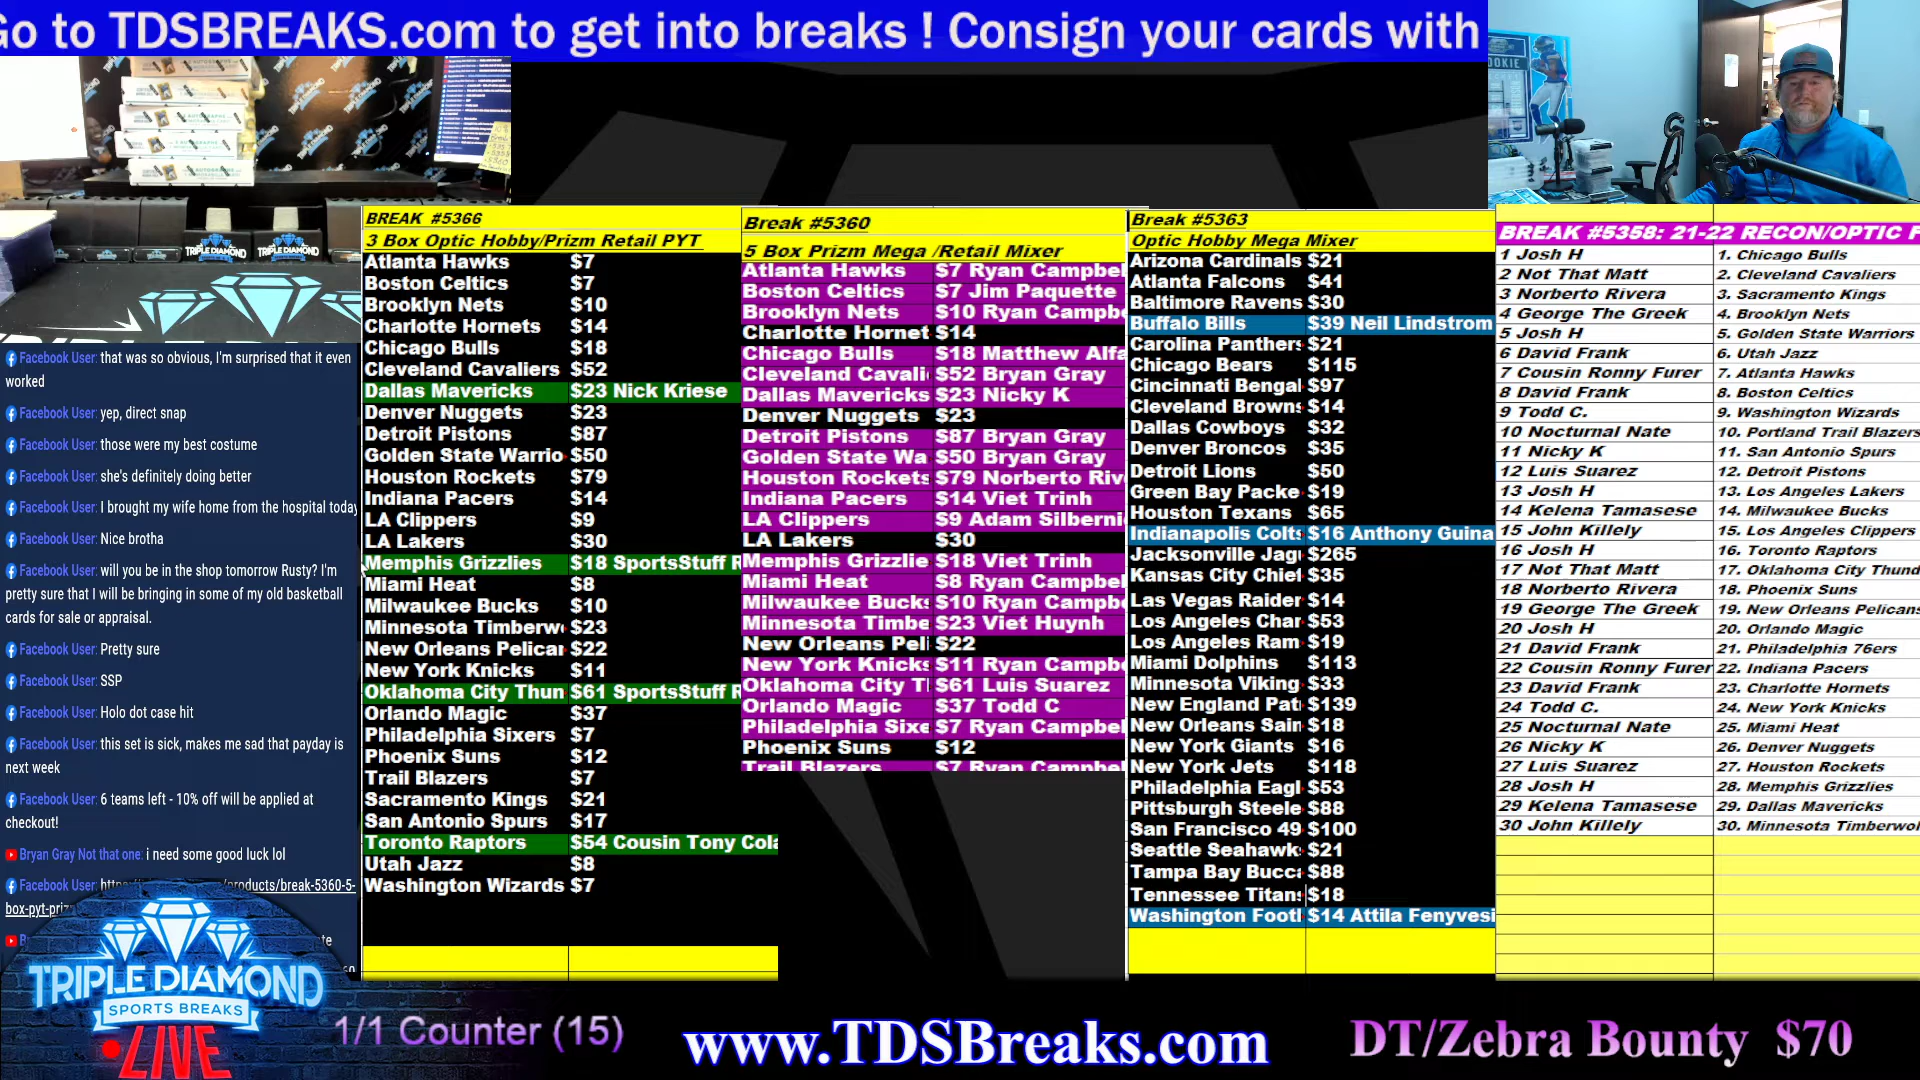 Go to TDSBREAKS.com to get into breaks ! Consign your cards with
BREAK #5366
3 Box Optic Hobby/Prizm Retail PYT
Atlanta Hawks $7
Boston Celtics $7
Brooklyn Nets $10
Charlotte Hornets $14
Chicago Bulls $18
Cleveland Cavaliers $52
Dallas Mavericks $23 Nick Kriese
Denver Nuggets $23
Detroit Pistons $87
Golden State Warrio $50
Houston Rockets $79
Indiana Pacers $14
LA Clippers $9
LA Lakers $30
Memphis Grizzlies $18 SportsStuff R
Miami Heat $8
Milwaukee Bucks $10
Minnesota Timberw $23
New Orleans Pelican $22
New York Knicks $11
Oklahoma City Thun $61 SportsStuff R
Orlando Magic $37
Philadelphia Sixers $7
Phoenix Suns $12
Trail Blazers $7
Sacramento Kings $21
San Antonio Spurs $17
Toronto Raptors $54 Cousin Tony Cola
Utah Jazz $8
Washington Wizards $7
Break #5360
5 Box Prizm Mega /Retail Mixer
Atlanta Hawks $7 Ryan Campbel
Boston Celtics $7 Jim Paquette
Brooklyn Nets $10 Ryan Campb
Charlotte Hornet $14
Chicago Bulls $18 Matthew Alfa
Cleveland Cavali $52 Bryan Gray
Dallas Mavericks $23 Nicky K
Denver Nuggets $23
Detroit Pistons $87 Bryan Gray
Golden State Wa $50 Bryan Gray
Houston Rockets $79 Norberto Riv
Indiana Pacers $14 Viet Trinh
LA Clippers $9 Adam Silberni
LA Lakers $30
Memphis Grizzlie $18 Viet Trinh
Miami Heat $8 Ryan Campbel
Milwaukee Bucks $10 Ryan Campb
Minnesota Timbe $23 Viet Huynh
New Orleans Peli $22
New York Knicks $11 Ryan Campb
Oklahoma City T $61 Luis Suarez
Orlando Magic $37 Todd C
Philadelphia Sixe $7 Ryan Campbel
Phoenix Suns $12
Trail Blazers $7 Ryan Campbel
Break #5363
Optic Hobby Mega Mixer
Arizona Cardinals $21
Atlanta Falcons $41
Baltimore Ravens $30
Buffalo Bills $39 Neil Lindstrom
Carolina Panthers $21
Chicago Bears $115
Cincinnati Bengal $97
Cleveland Browns $14
Dallas Cowboys $32
Denver Broncos $35
Detroit Lions $50
Green Bay Packe $19
Houston Texans $65
Indianapolis Colts $16 Anthony Guina
Jacksonville Jagu $265
Kansas City Chief $35
Las Vegas Raider $14
Los Angeles Char $53
Los Angeles Ram $19
Miami Dolphins $113
Minnesota Viking $33
New England Pat $139
New Orleans Sain $18
New York Giants $16
New York Jets $118
Philadelphia Eagl $53
Pittsburgh Steele $88
San Francisco 49 $100
Seattle Seahawk $21
Tampa Bay Bucca $88
Tennessee Titans $18
Washington Footl $14 Attila Fenyvesi
BREAK #5358: 21-22 RECON/OPTIC F
1 Josh H 1. Chicago Bulls
2 Not That Matt 2. Cleveland Cavaliers
3 Norberto Rivera 3. Sacramento Kings
4 George The Greek 4. Brooklyn Nets
5 Josh H 5. Golden State Warriors
6 David Frank 6. Utah Jazz
7 Cousin Ronny Furer 7. Atlanta Hawks
8 David Frank 8. Boston Celtics
9 Todd C. 9. Washington Wizards
10 Nocturnal Nate 10. Portland Trail Blazers
11 Nicky K 11. San Antonio Spurs
12 Luis Suarez 12. Detroit Pistons
13 Josh H 13. Los Angeles Lakers
14 Kelena Tamasese 14. Milwaukee Bucks
15 John Killely 15. Los Angeles Clippers
16 Josh H 16. Toronto Raptors
17 Not That Matt 17. Oklahoma City Thund
18 Norberto Rivera 18. Phoenix Suns
19 George The Greek 19. New Orleans Pelicans
20 Josh H 20. Orlando Magic
21 David Frank 21. Philadelphia 76ers
22 Cousin Ronny Furer 22. Indiana Pacers
23 David Frank 23. Charlotte Hornets
24 Todd C. 24. New York Knicks
25 Nocturnal Nate 25. Miami Heat
26 Nicky K 26. Denver Nuggets
27 Luis Suarez 27. Houston Rockets
28 Josh H 28. Memphis Grizzlies
29 Kelena Tamasese 29. Dallas Mavericks
30 John Killely 30. Minnesota Timberwol
Facebook User: that was so obvious, I'm surprised that it even
worked
Facebook User: yep, direct snap
Facebook User: those were my best costume
Facebook User: she's definitely doing better
Facebook User: I brought my wife home from the hospital today
Facebook User: Nice brotha
Facebook User: will you be in the shop tomorrow Rusty? I'm
pretty sure that I will be bringing in some of my old basketball
cards for sale or appraisal.
Facebook User: Pretty sure
Facebook User: SSP
Facebook User: Holo dot case hit
Facebook User: this set is sick, makes me sad that payday is
next week
Facebook User: 6 teams left - 10% off will be applied at
checkout!
Bryan Gray Not that one: i need some good luck lol
Facebook User: /products/break-5360-5-
box-pyt-priz
TRIPLE DIAMOND
SPORTS BREAKS
LIVE
1/1 Counter (15)
www.TDSBreaks.com
DT/Zebra Bounty $70